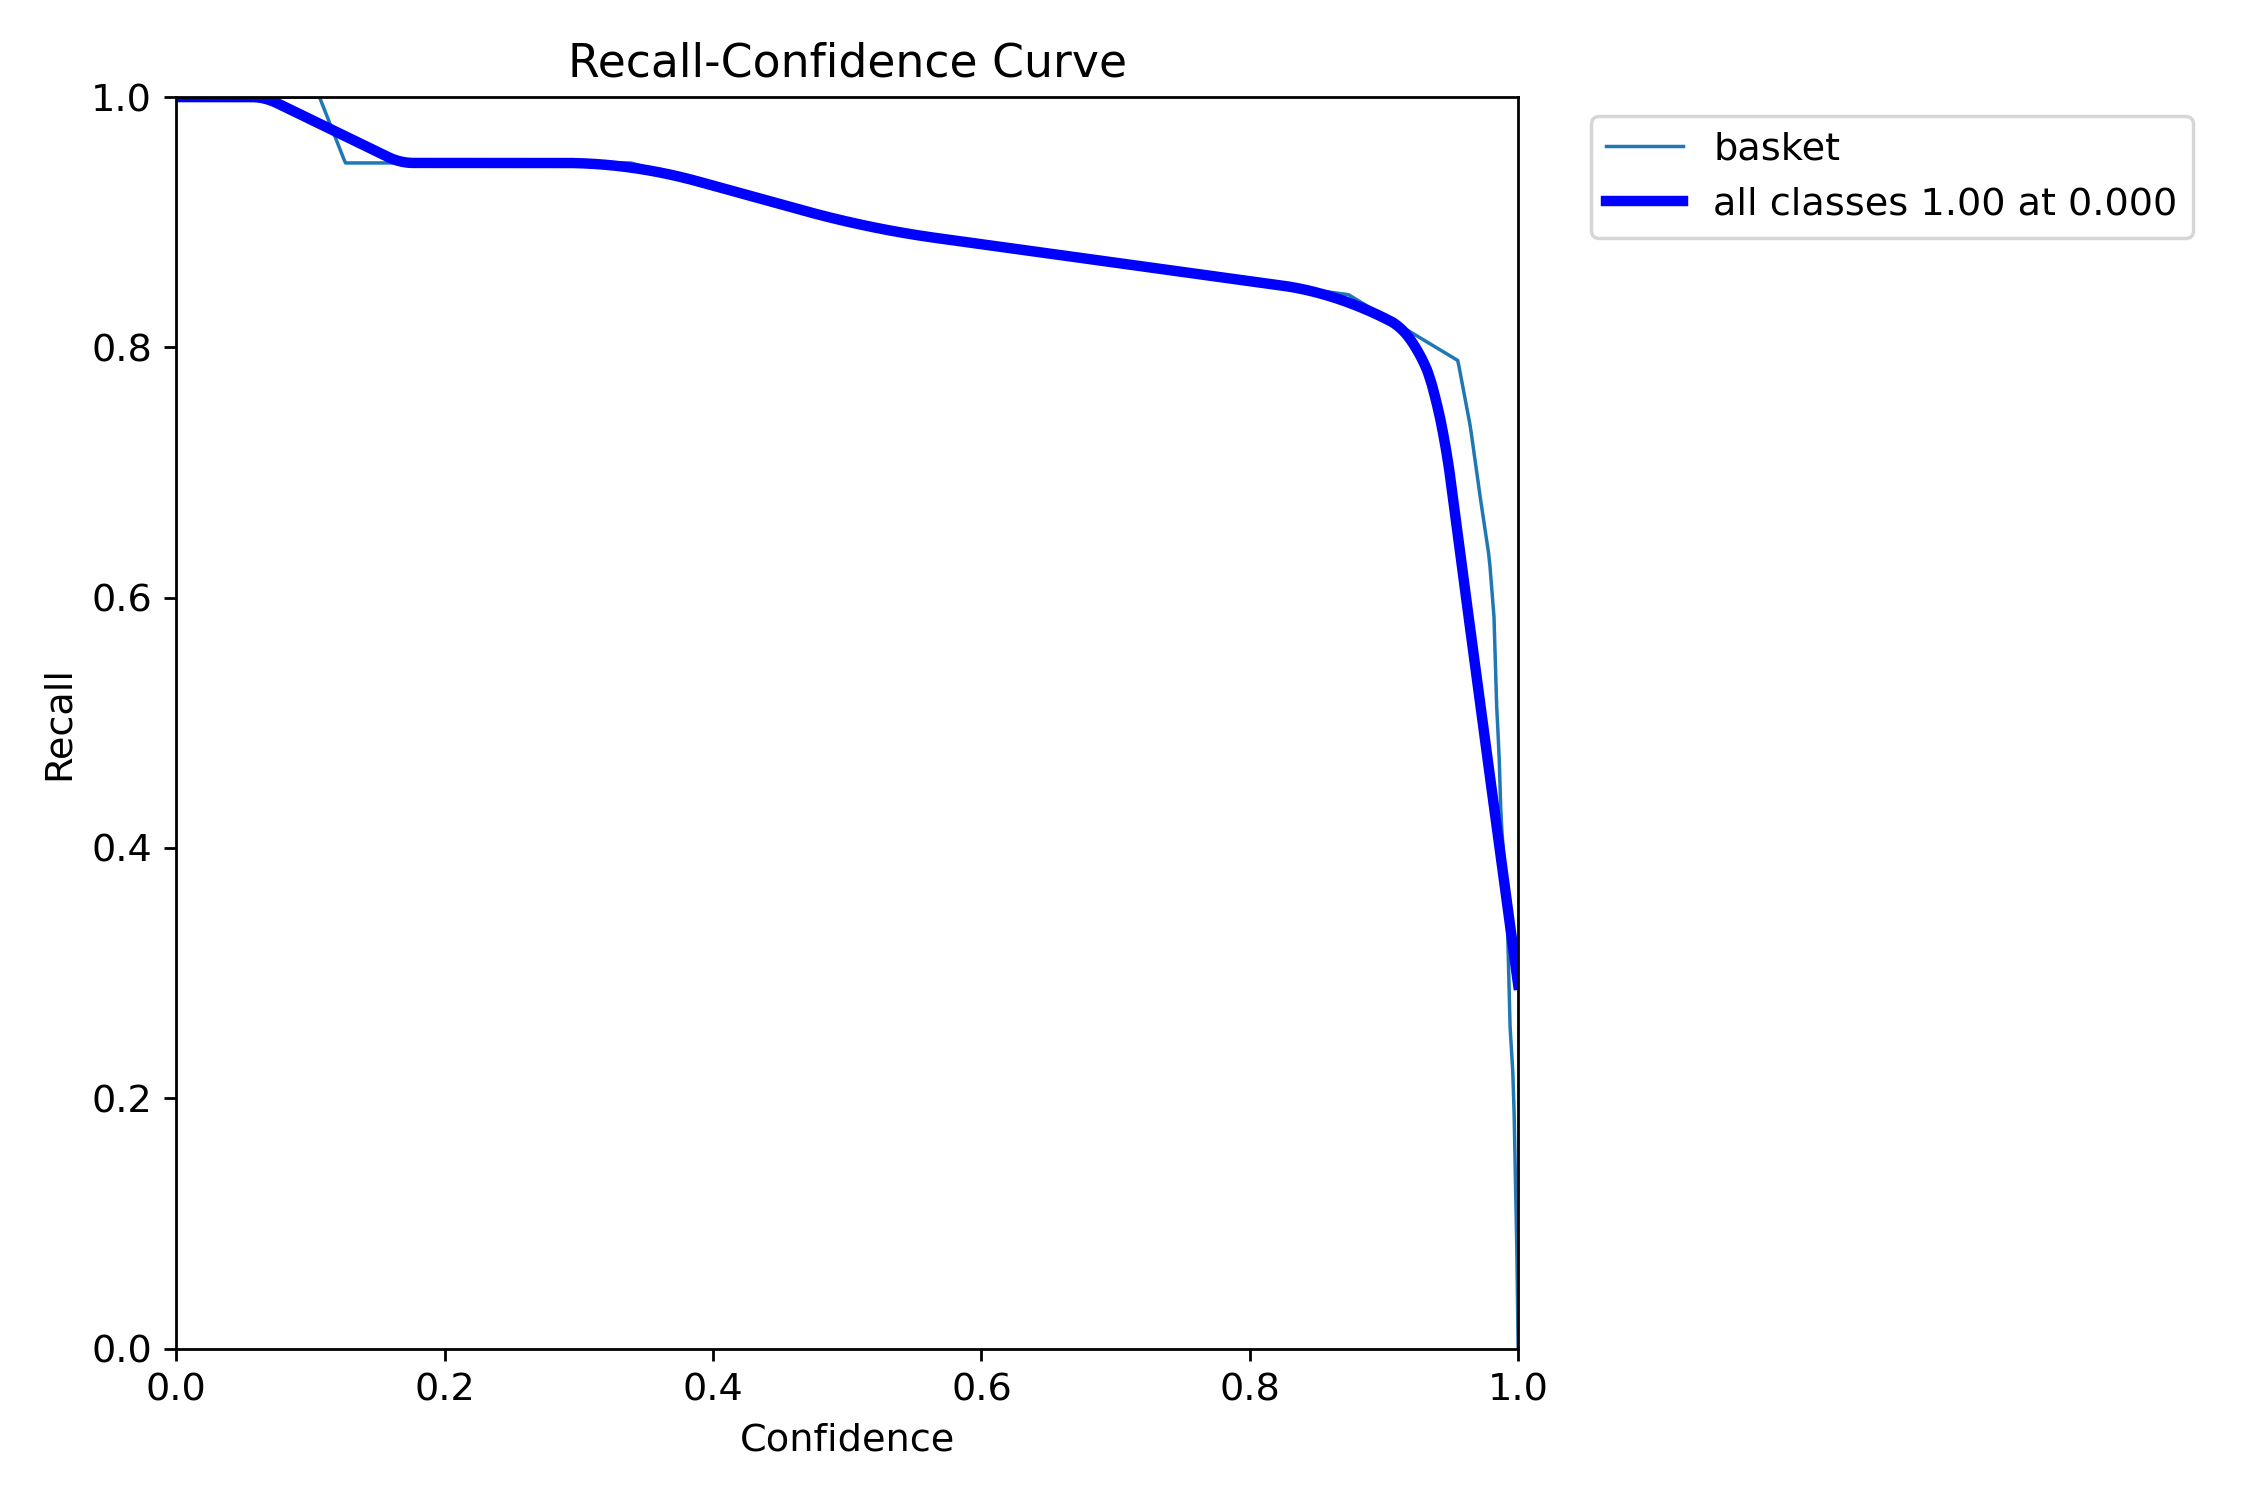 Recall-Confidence Curve
basket
all classes 1.00 at 0.000
1.0
0.8
0.6
0.4
0.2
0.0
Recall
0.0 0.2 0.4 0.6 0.8 1.0
Confidence